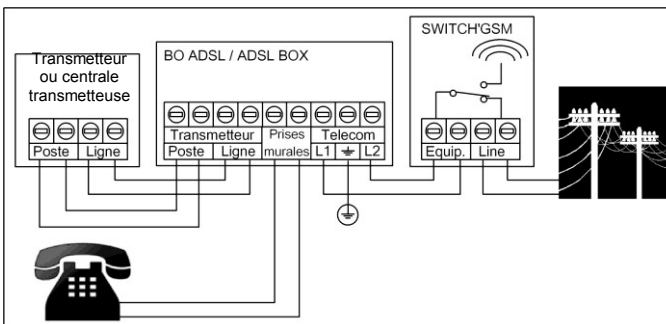 SWITCH'GSM
Transmetteur
ou centrale
transmetteuse
BO ADSL / ADSL BOX
Transmetteur Prises Telecom
Poste Ligne murales L1 L2
Poste Ligne
Equip. Line